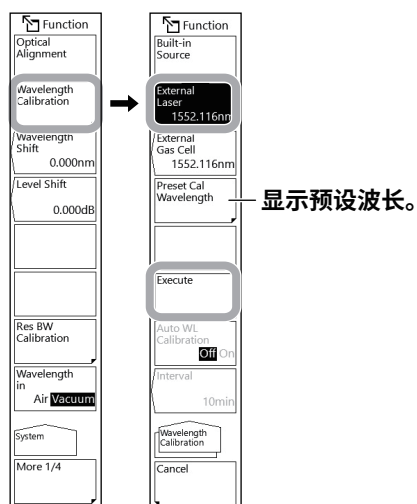 Function
Optical
Alignment
Wavelength
Calibration
Wavelength
Shift
0.000nm
Level Shift
0.000dB
Res BW
Calibration
Wavelength
in
Air Vacuum
System
More 1/4
Function
Built-in
Source
External
Laser
1552.116nm
External
Gas Cell
1552.116nm
Preset Cal
Wavelength
显示预设波长。
Execute
Auto WL
Calibration
Off On
Interval
10min
Wavelength
Calibration
Cancel